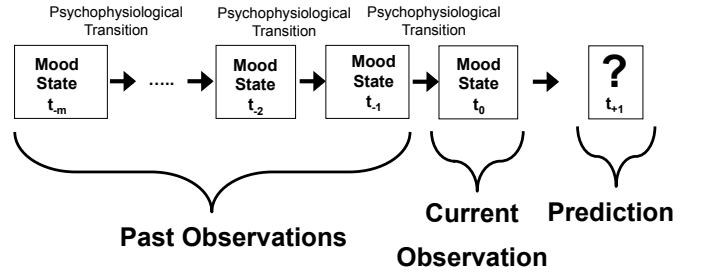 Psychophysiological
Transition
Psychophysiological
Transition
Psychophysiological
Transition
Mood
State
t-m
.....
Mood
State
t-2
Mood
State
t-1
Mood
State
t0
?
t+1
Past Observations
Current
Observation
Prediction